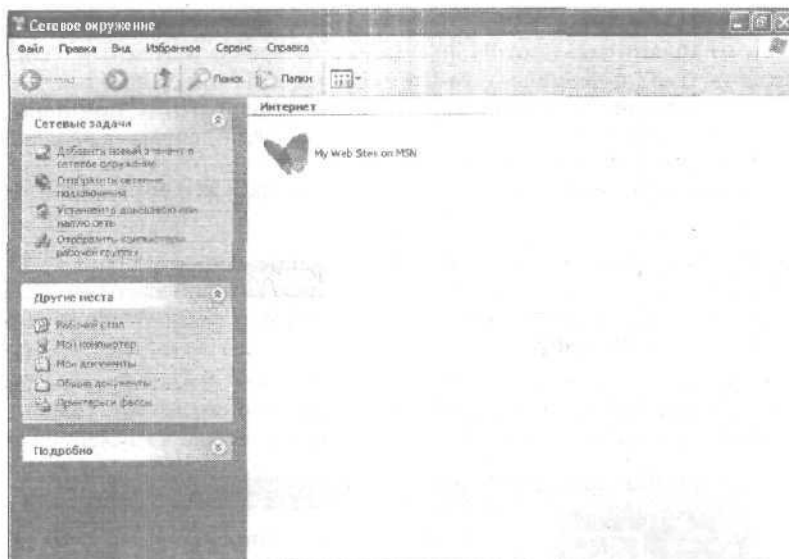 Сетевое окружение
Файл Правка Вид Избранное Сервис Справка
Поиск Папки
Интернет
My Web Sites on MSN
Сетевые задачи
Добавить новый элемент в
сетевое окружение
Отобразить сетевые
подключения
Установить домашнюю или
малую сеть
Отобразить компьютеры
рабочей группы
Другие места
Рабочий стол
Мой компьютер
Мои документы
Общие документы
Принтеры и факсы
Подробно